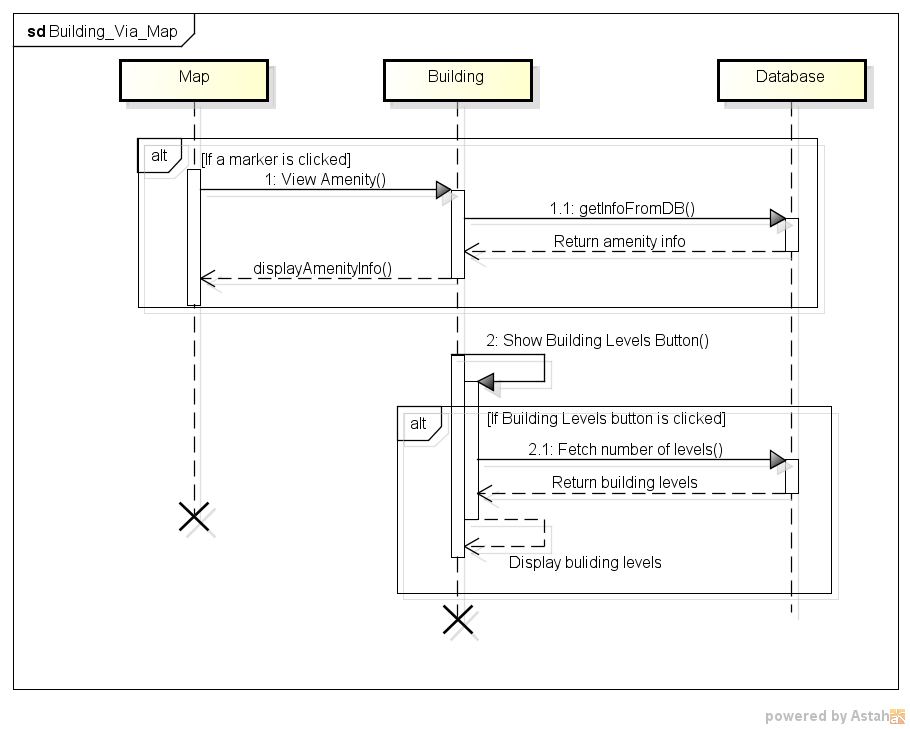 sd Building_Via_Map
Map
Building
Database
alt
[If a marker is clicked]
1: View Amenity()
1.1: getInfoFromDB()
Return amenity info
displayAmenityInfo()
2: Show Building Levels Button()
alt
[If Building Levels button is clicked]
2.1: Fetch number of levels()
Return building levels
Display buliding levels
powered by Astah